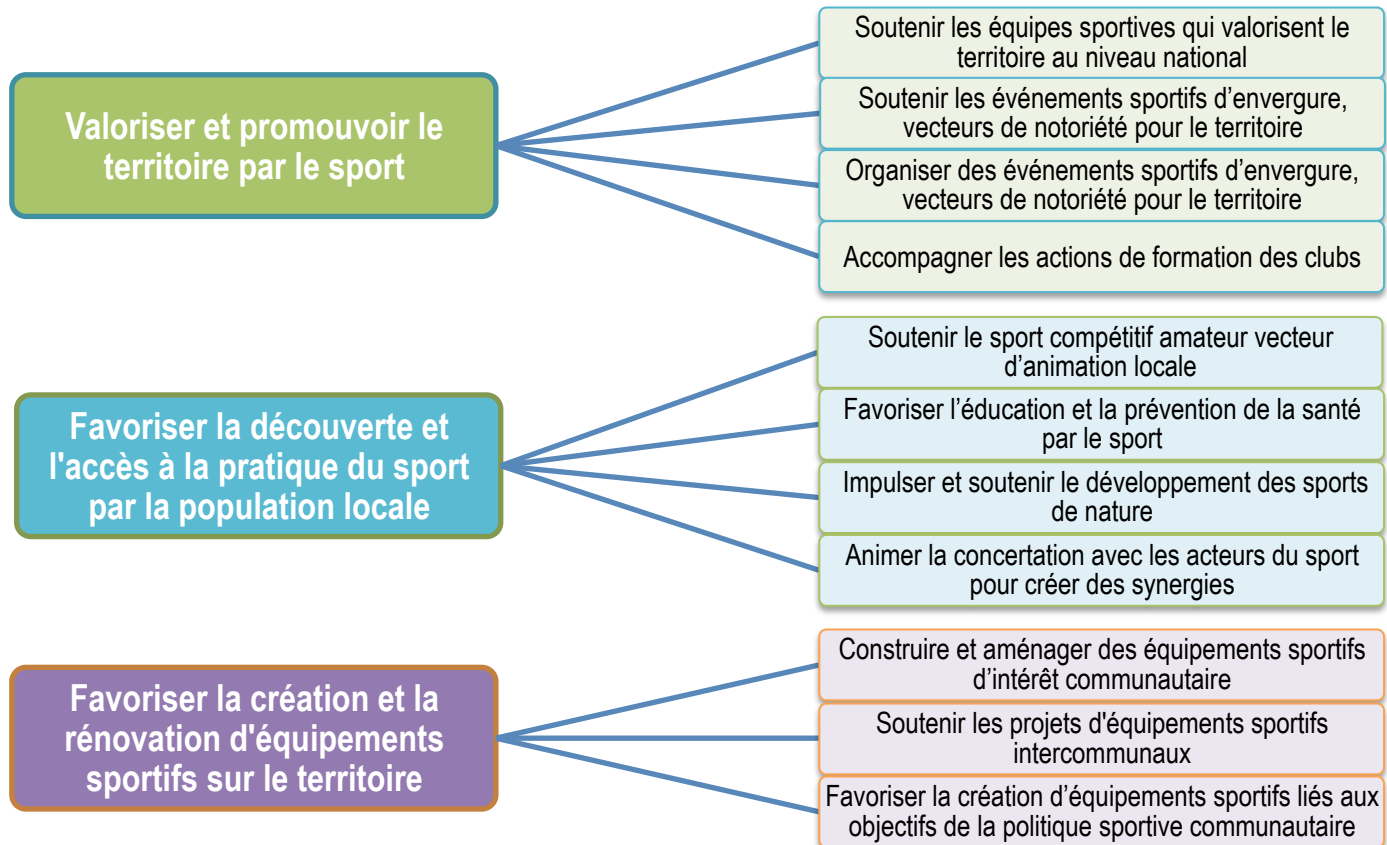 Valoriser et promouvoir le
territoire par le sport
Soutenir les équipes sportives qui valorisent le
territoire au niveau national
Soutenir les événements sportifs d’envergure,
vecteurs de notoriété pour le territoire
Organiser des événements sportifs d’envergure,
vecteurs de notoriété pour le territoire
Accompagner les actions de formation des clubs
Favoriser la découverte et
l'accès à la pratique du sport
par la population locale
Soutenir le sport compétitif amateur vecteur
d’animation locale
Favoriser l’éducation et la prévention de la santé
par le sport
Impulser et soutenir le développement des sports
de nature
Animer la concertation avec les acteurs du sport
pour créer des synergies
Favoriser la création et la
rénovation d'équipements
sportifs sur le territoire
Construire et aménager des équipements sportifs
d’intérêt communautaire
Soutenir les projets d'équipements sportifs
intercommunaux
Favoriser la création d’équipements sportifs liés aux
objectifs de la politique sportive communautaire